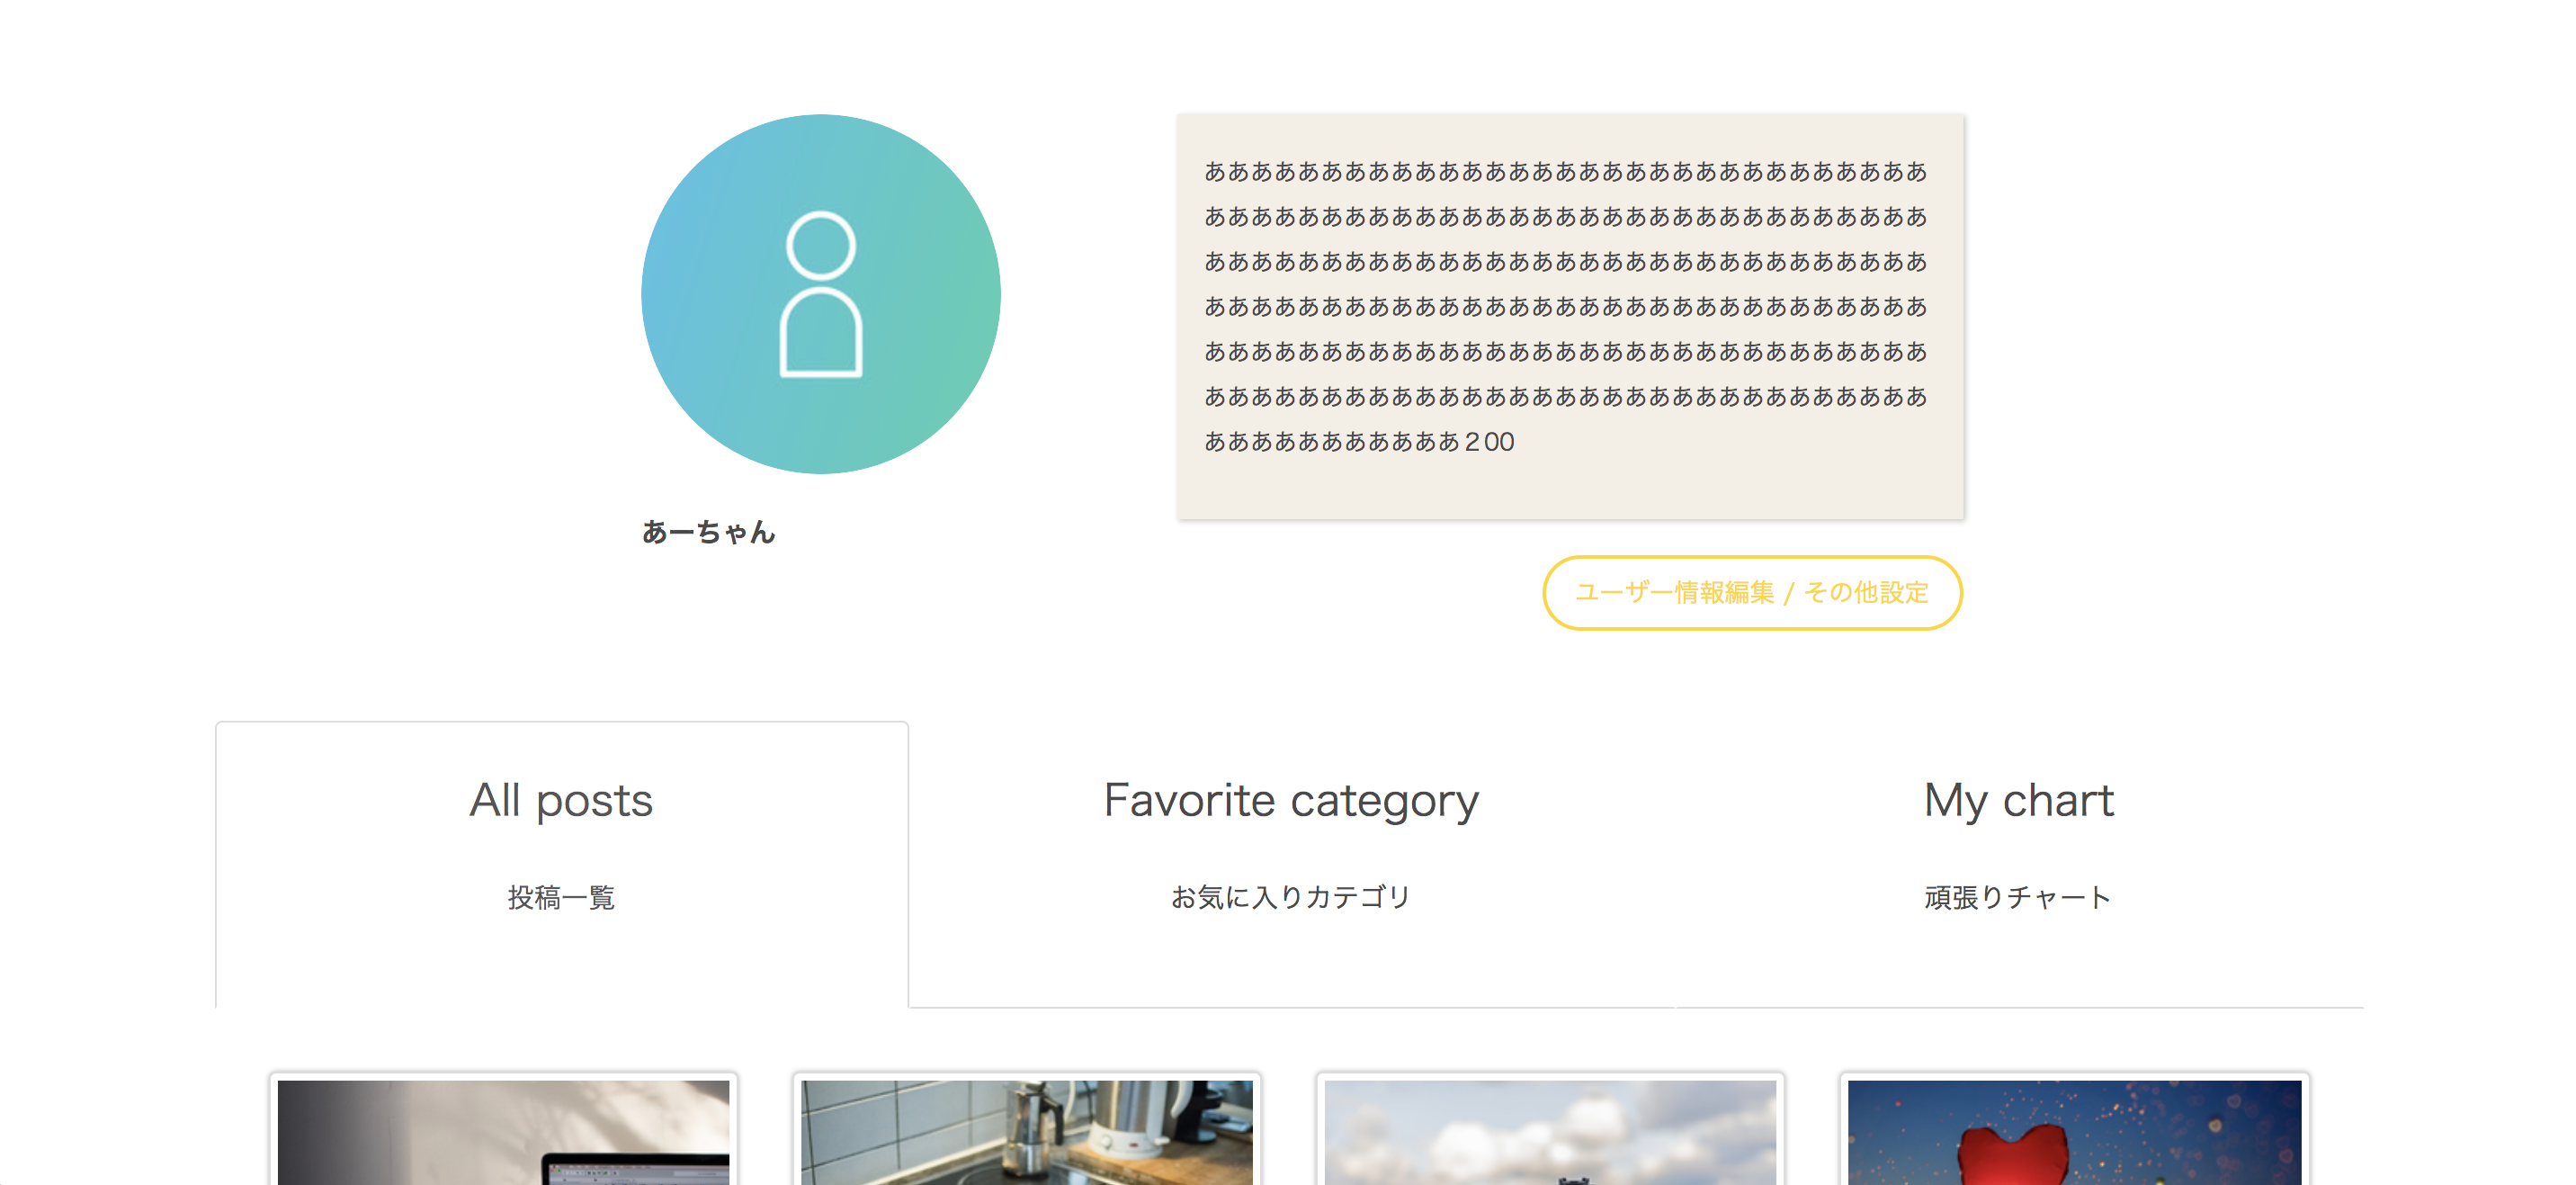 あああああああああああああああああああああああああああああああ
あああああああああああああああああああああああああああああああ
あああああああああああああああああああああああああああああああ
あああああああああああああああああああああああああああああああ
あああああああああああああああああああああああああああああああ
あああああああああああああああああああああああああああああああ
あああああああああああ２00
あーちゃん
ユーザー情報編集 / その他設定
All posts
投稿一覧
Favorite category
お気に入りカテゴリ
My chart
頑張りチャート